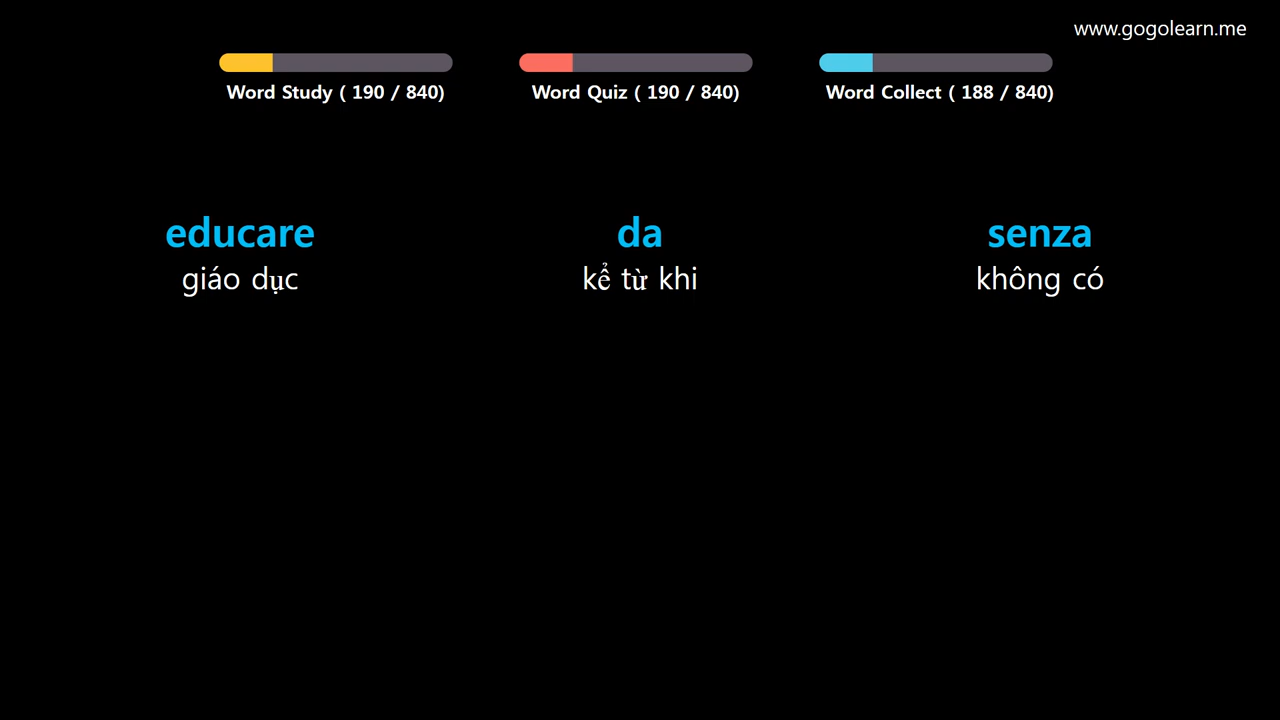 www.gogolearn.me
Word Study ( 190 / 840)
Word Quiz ( 190 / 840)
Word Collect ( 188 / 840)
educare
giáo dục
da
kể từ khi
senza
không có